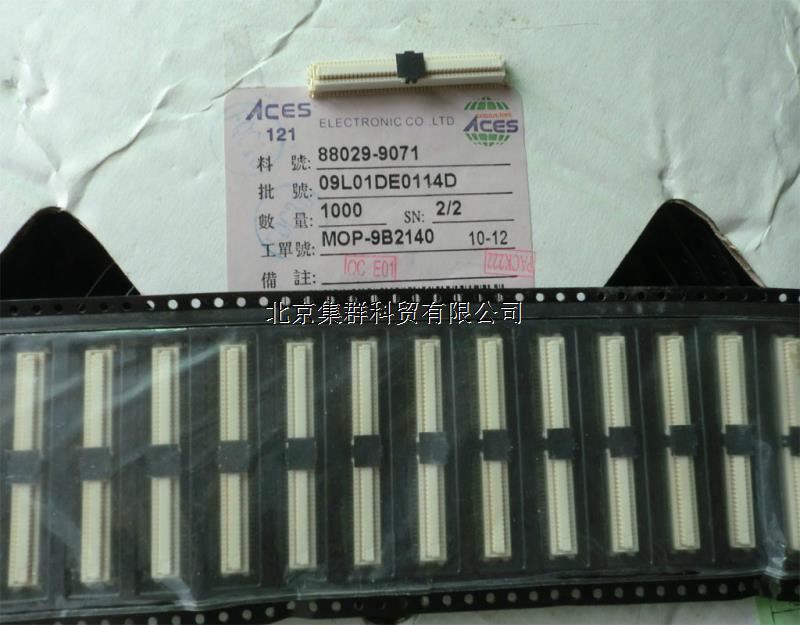 ACES
121
ELECTRONIC CO .,LTD
ACES
料 號: 88029-9071
批 號: 09L01DE0114D
數 量: 1000 SN: 2/2
工單號: MOP-9B2140 10-12
QC E01
PACK222
備 註:
北京集群科贸有限公司